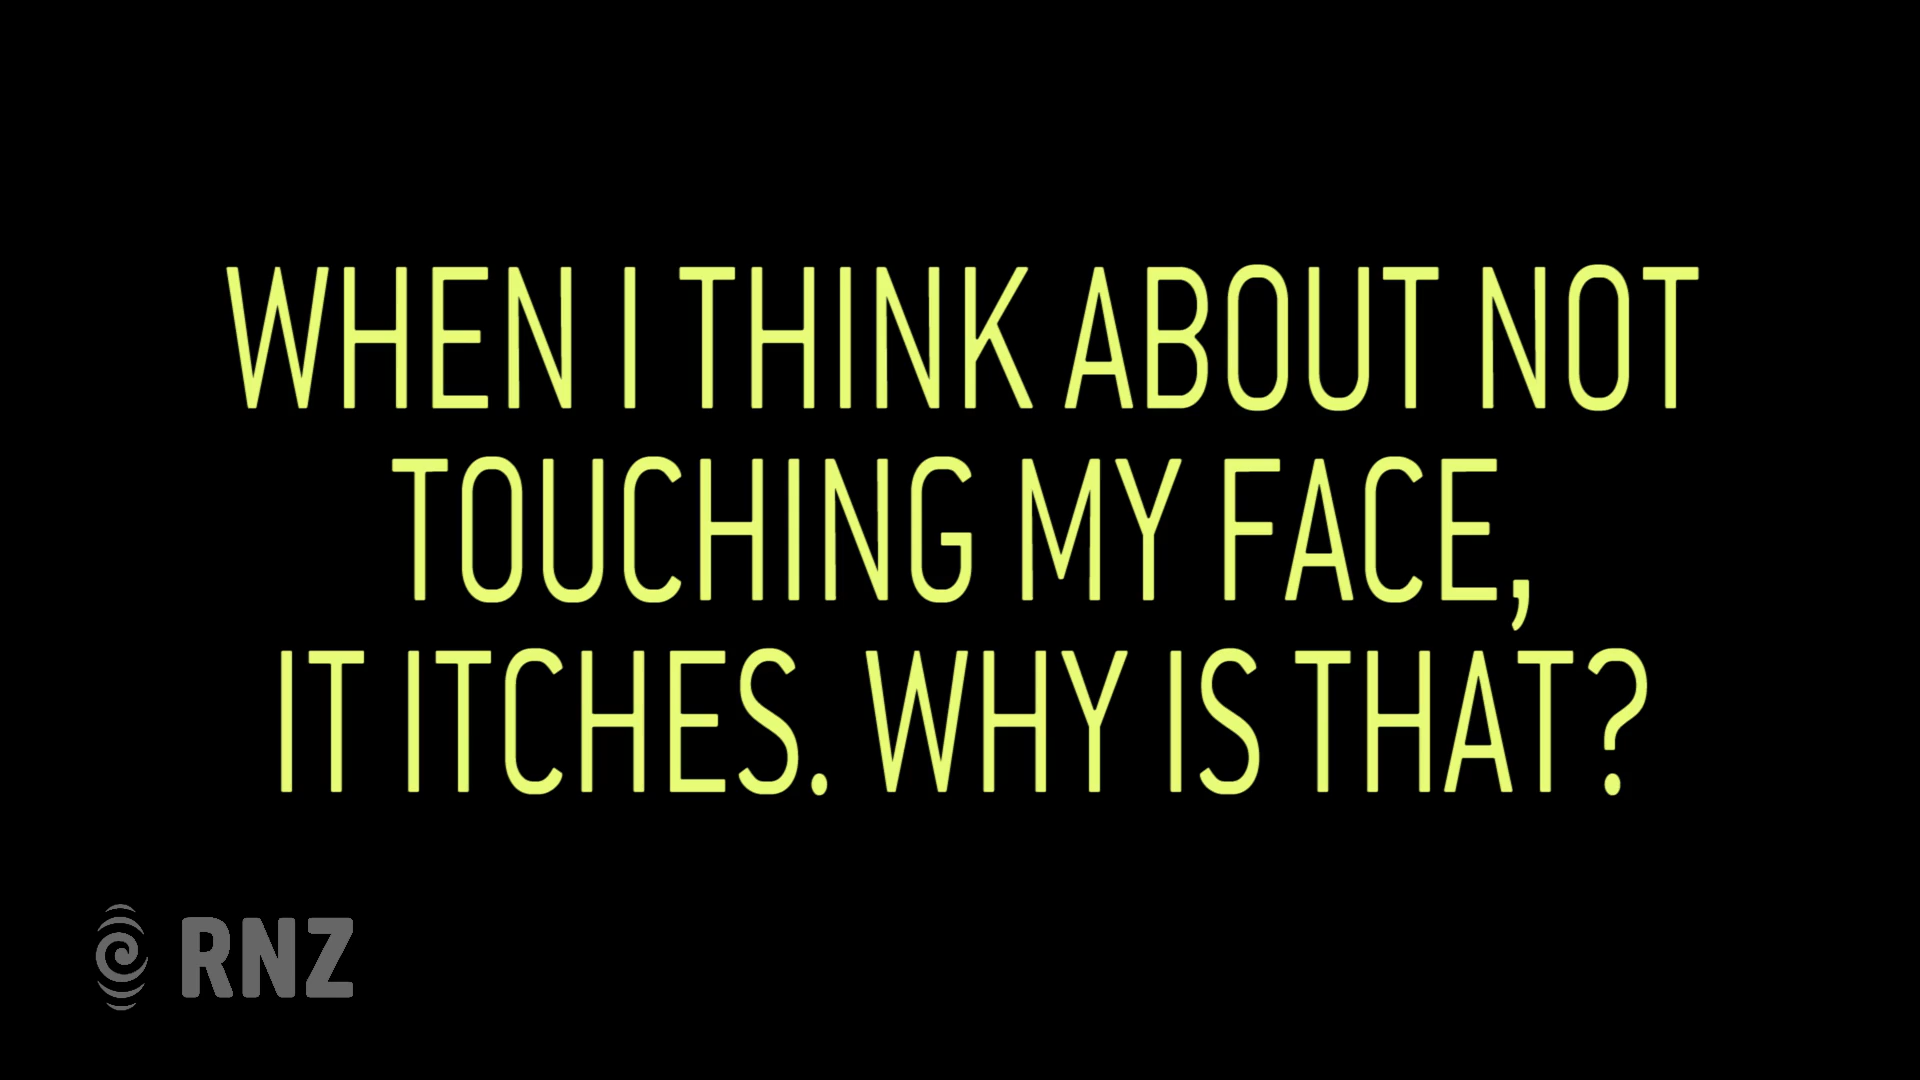 WHEN I THINK ABOUT NOT
TOUCHING MY FACE,
IT ITCHES. WHY IS THAT?
RNZ